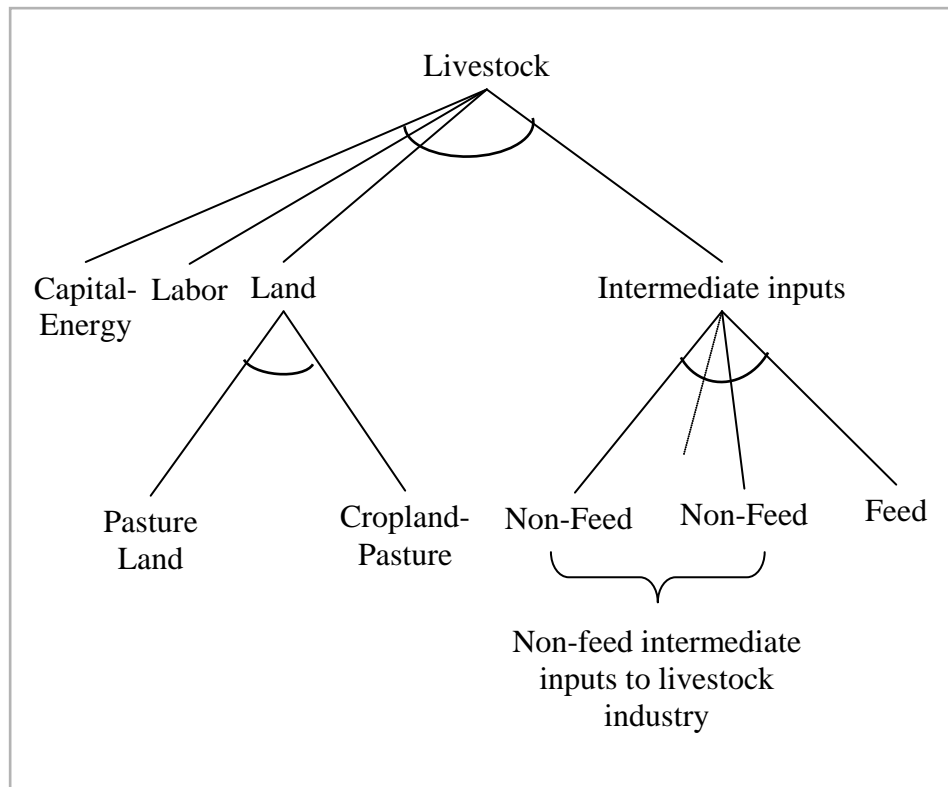 Livestock
Capital-
Energy
Labor
Land
Intermediate inputs
Pasture
Land
Cropland-
Pasture
Non-Feed
Non-Feed
Feed
Non-feed intermediate
inputs to livestock
industry